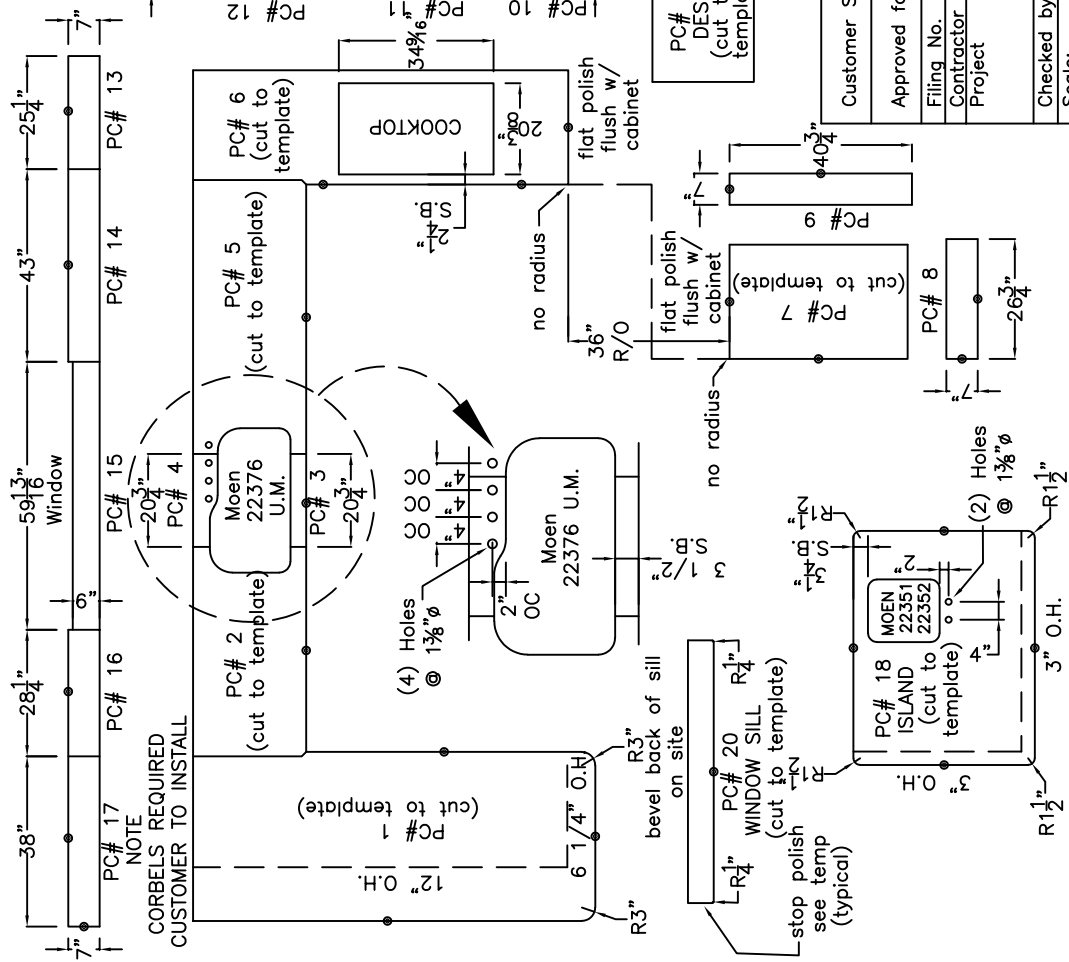 7"
25 1/4"
PC# 13
43"
PC# 14
59 13/16"
Window
PC# 15
6"
28 1/4"
PC# 16
38"
PC# 17
7"
PC# 12
PC# 11
PC# 10
NOTE
CORBELS REQUIRED
CUSTOMER TO INSTALL
20 3/4"
PC# 4
Moen
22376
U.M.
PC# 3
20 3/4"
PC# 2
(cut to template)
PC# 5
(cut to template)
PC# 6
(cut to
template)
34 9/16"
COOKTOP
20 3/8"
2 1/4"
S.B.
flat polish
flush w/
cabinet
no radius
36"
R/O
flat polish
flush w/
cabinet
no radius
PC# 7
(cut to template)
7"
40 3/4"
PC# 9
PC# 8
7"
26 3/4"
PC# 1
(cut to template)
12" O.H.
6 1/4" O.H
R3"
R3"
(4) Holes
@ 1 3/8"ø
4"
OC
4"
OC
4"
OC
2"
OC
Moen
22376 U.M.
3 1/2"
S.B.
bevel back of sill
on site
R 1/4"
R 1/4"
PC# 20
WINDOW SILL
(cut to template)
stop polish
see temp
(typical)
R1 1/2"
R1 1/2"
R1 1/2"
R1 1/2"
3 1/4"
S.B.
MOEN
22351
22352
2"
4"
(2) Holes
@ 1 3/8"ø
PC# 18
ISLAND
(cut to
template)
3" O.H.
3" O.H.
PC#
DES
(cut t
templa
Customer S
Approved fo
Filing No.
Contractor
Project
Checked by